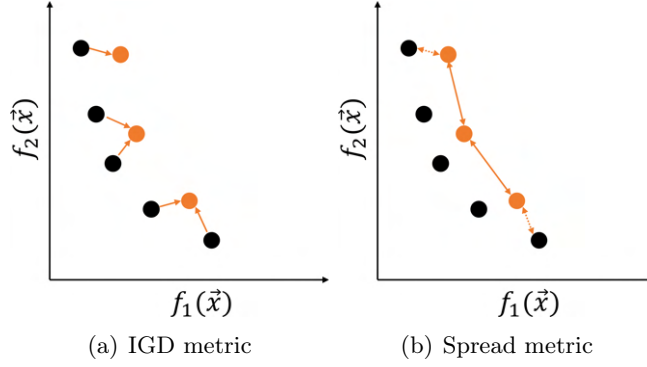 f₂(x⃗)
f₁(x⃗)
(a) IGD metric
f₂(x⃗)
f₁(x⃗)
(b) Spread metric